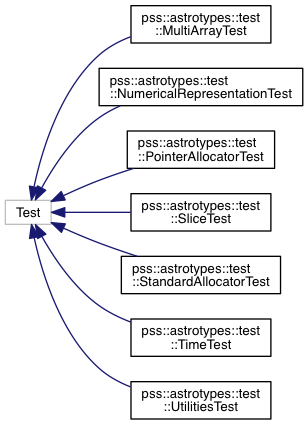 pss::astrotypes::test
::MultiArrayTest
pss::astrotypes::test
::NumericalRepresentationTest
pss::astrotypes::test
::PointerAllocatorTest
Test
pss::astrotypes::test
::SliceTest
pss::astrotypes::test
::StandardAllocatorTest
pss::astrotypes::test
::TimeTest
pss::astrotypes::test
::UtilitiesTest